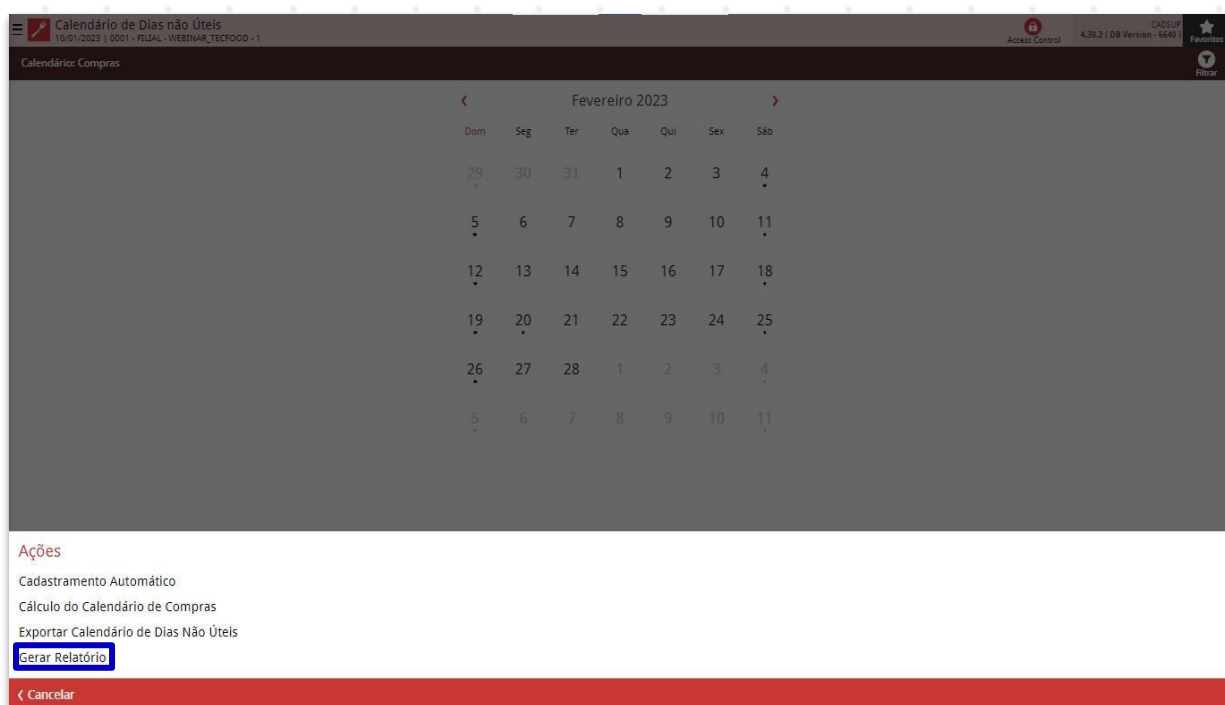 Calendário de Dias não Úteis
10/01/2023 | 0001 - FILIAL - WEBINAR_TECFOOD - 1
Access Control
CADSUP
4.30.2 ( DB Version - 6640 )
Favoritos
Calendário: Compras
Filtrar
Fevereiro 2023
Dom Seg Ter Qua Qui Sex Sáb
29 30 31 1 2 3 4
5 6 7 8 9 10 11
12 13 14 15 16 17 18
19 20 21 22 23 24 25
26 27 28 1 2 3 4
5 6 7 8 9 10 11
Ações
Cadastramento Automático
Cálculo do Calendário de Compras
Exportar Calendário de Dias Não Úteis
Gerar Relatório
Cancelar